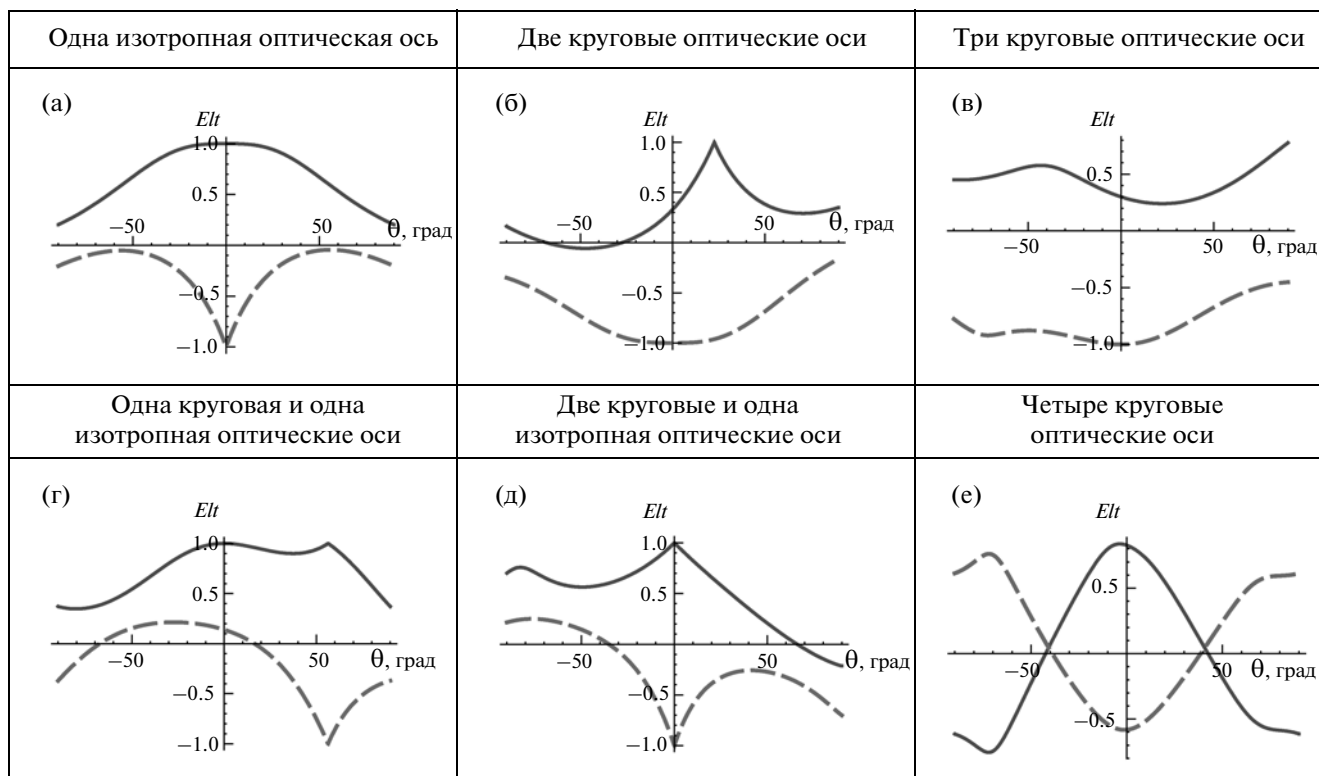 Одна изотропная оптическая ось
Две круговые оптические оси
Три круговые оптические оси
(а)
Elt
1.0
0.5
−50
50
θ, град
−0.5
−1.0
(б)
Elt
1.0
0.5
−50
50
θ, град
−0.5
−1.0
(в)
Elt
0.5
−50
50
θ, град
−0.5
−1.0
Одна круговая и одна
изотропная оптические оси
Две круговые и одна
изотропная оптические оси
Четыре круговые
оптические оси
(г)
Elt
1.0
0.5
−50
50
θ, град
−0.5
−1.0
(д)
Elt
1.0
0.5
−50
50
θ, град
−0.5
−1.0
(е)
Elt
0.5
−50
50
θ, град
−0.5